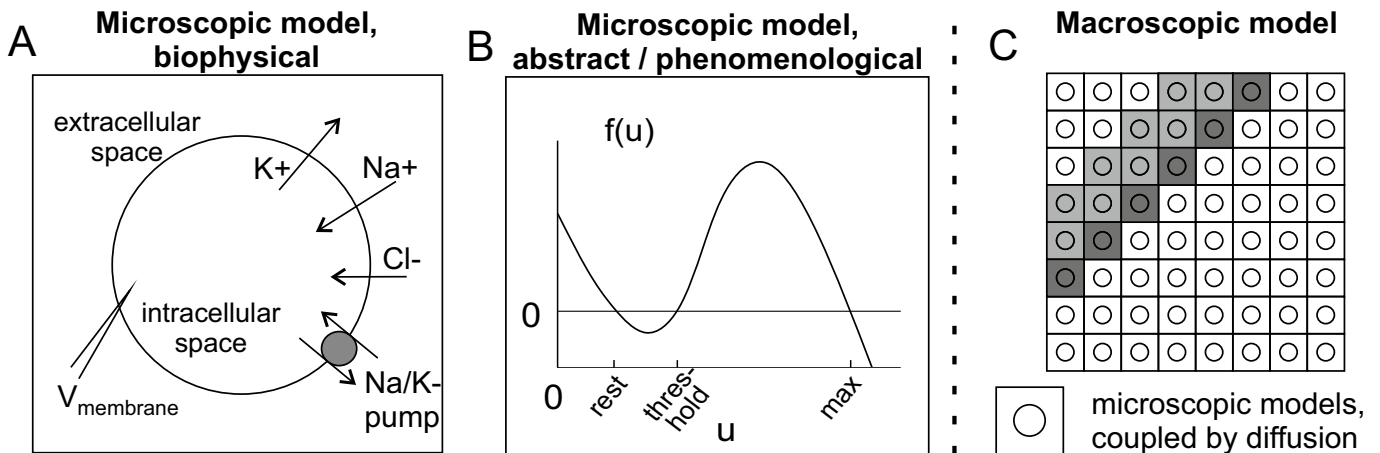 A
Microscopic model,
biophysical
extracellular
space
K+
Na+
Cl-
intracellular
space
Na/K-
pump
Vmembrane
B
Microscopic model,
abstract / phenomenological
f(u)
0
0
rest
thres-
hold
max
u
C
Macroscopic model
microscopic models,
coupled by diffusion